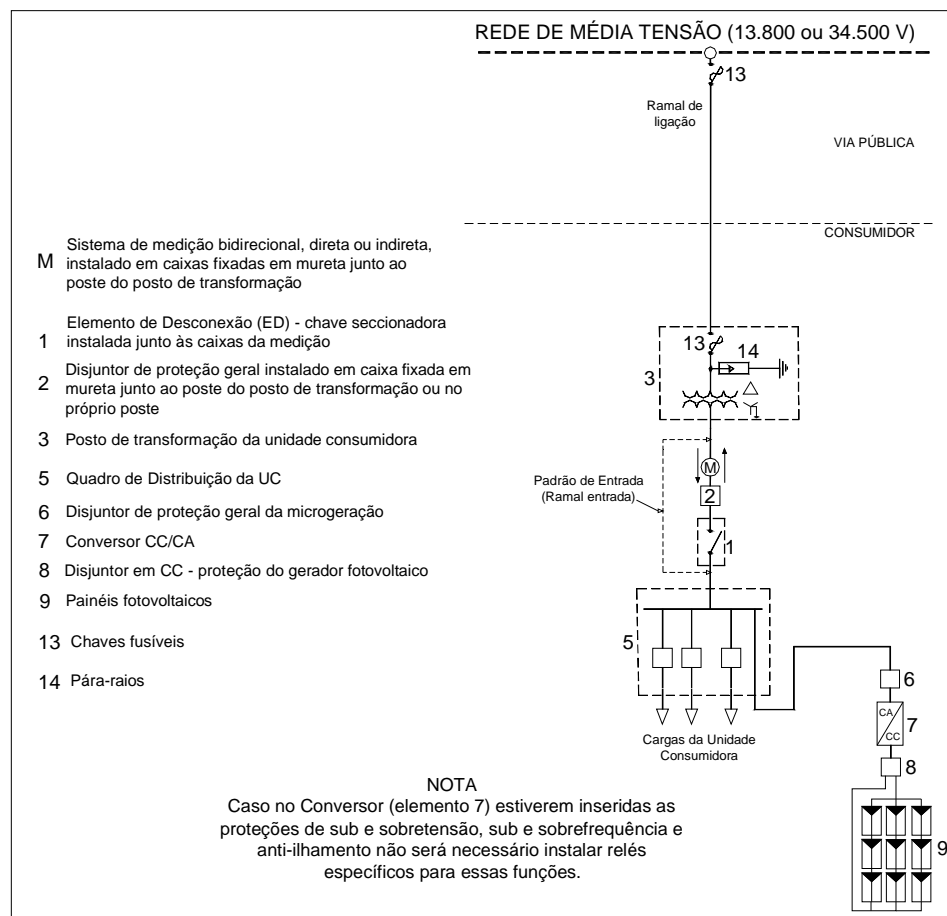 REDE DE MÉDIA TENSÃO (13.800 ou 34.500 V)
13
Ramal de
ligação
VIA PÚBLICA
CONSUMIDOR
M
Sistema de medição bidirecional, direta ou indireta,
instalado em caixas fixadas em mureta junto ao
poste do posto de transformação
1
Elemento de Desconexão (ED) - chave seccionadora
instalada junto às caixas da medição
2
Disjuntor de proteção geral instalado em caixa fixada em
mureta junto ao poste do posto de transformação ou no
próprio poste
3 Posto de transformação da unidade consumidora
5 Quadro de Distribuição da UC
6 Disjuntor de proteção geral da microgeração
7 Conversor CC/CA
8 Disjuntor em CC - proteção do gerador fotovoltaico
9 Painéis fotovoltaicos
13 Chaves fusíveis
14 Pára-raios
13
14
3
M
2
Padrão de Entrada
(Ramal entrada)
1
5
6
CA
CC
7
8
9
Cargas da Unidade
Consumidora
NOTA
Caso no Conversor (elemento 7) estiverem inseridas as
proteções de sub e sobretensão, sub e sobrefrequência e
anti-ilhamento não será necessário instalar relés
específicos para essas funções.